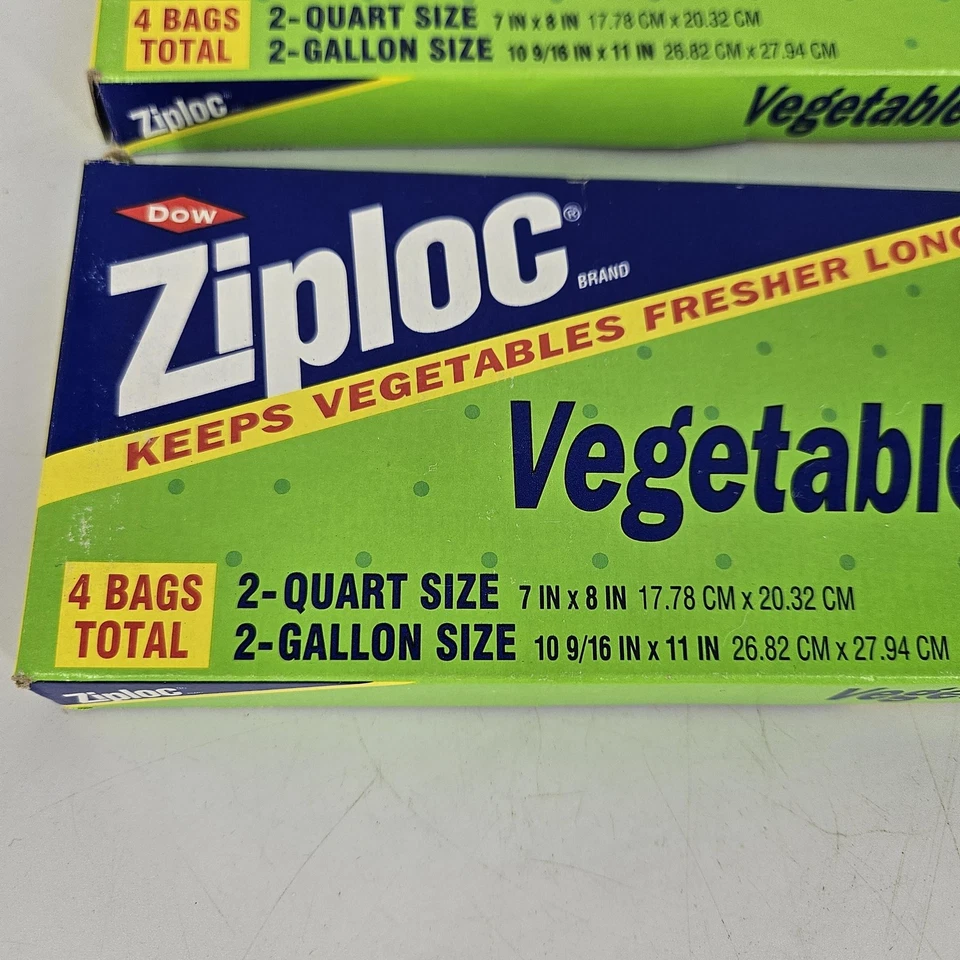 4 BAGS
TOTAL
2-QUART SIZE 7 IN x 8 IN 17.78 CM x 20.32 CM
2-GALLON SIZE 10 9/16 IN x 11 IN 26.82 CM x 27.94 CM
Ziploc
Vegetable
DOW
Ziploc®
BRAND
KEEPS VEGETABLES FRESHER LONG
Vegetable
4 BAGS
TOTAL
2-QUART SIZE 7 IN x 8 IN 17.78 CM x 20.32 CM
2-GALLON SIZE 10 9/16 IN x 11 IN 26.82 CM x 27.94 CM
Ziploc®
Vege